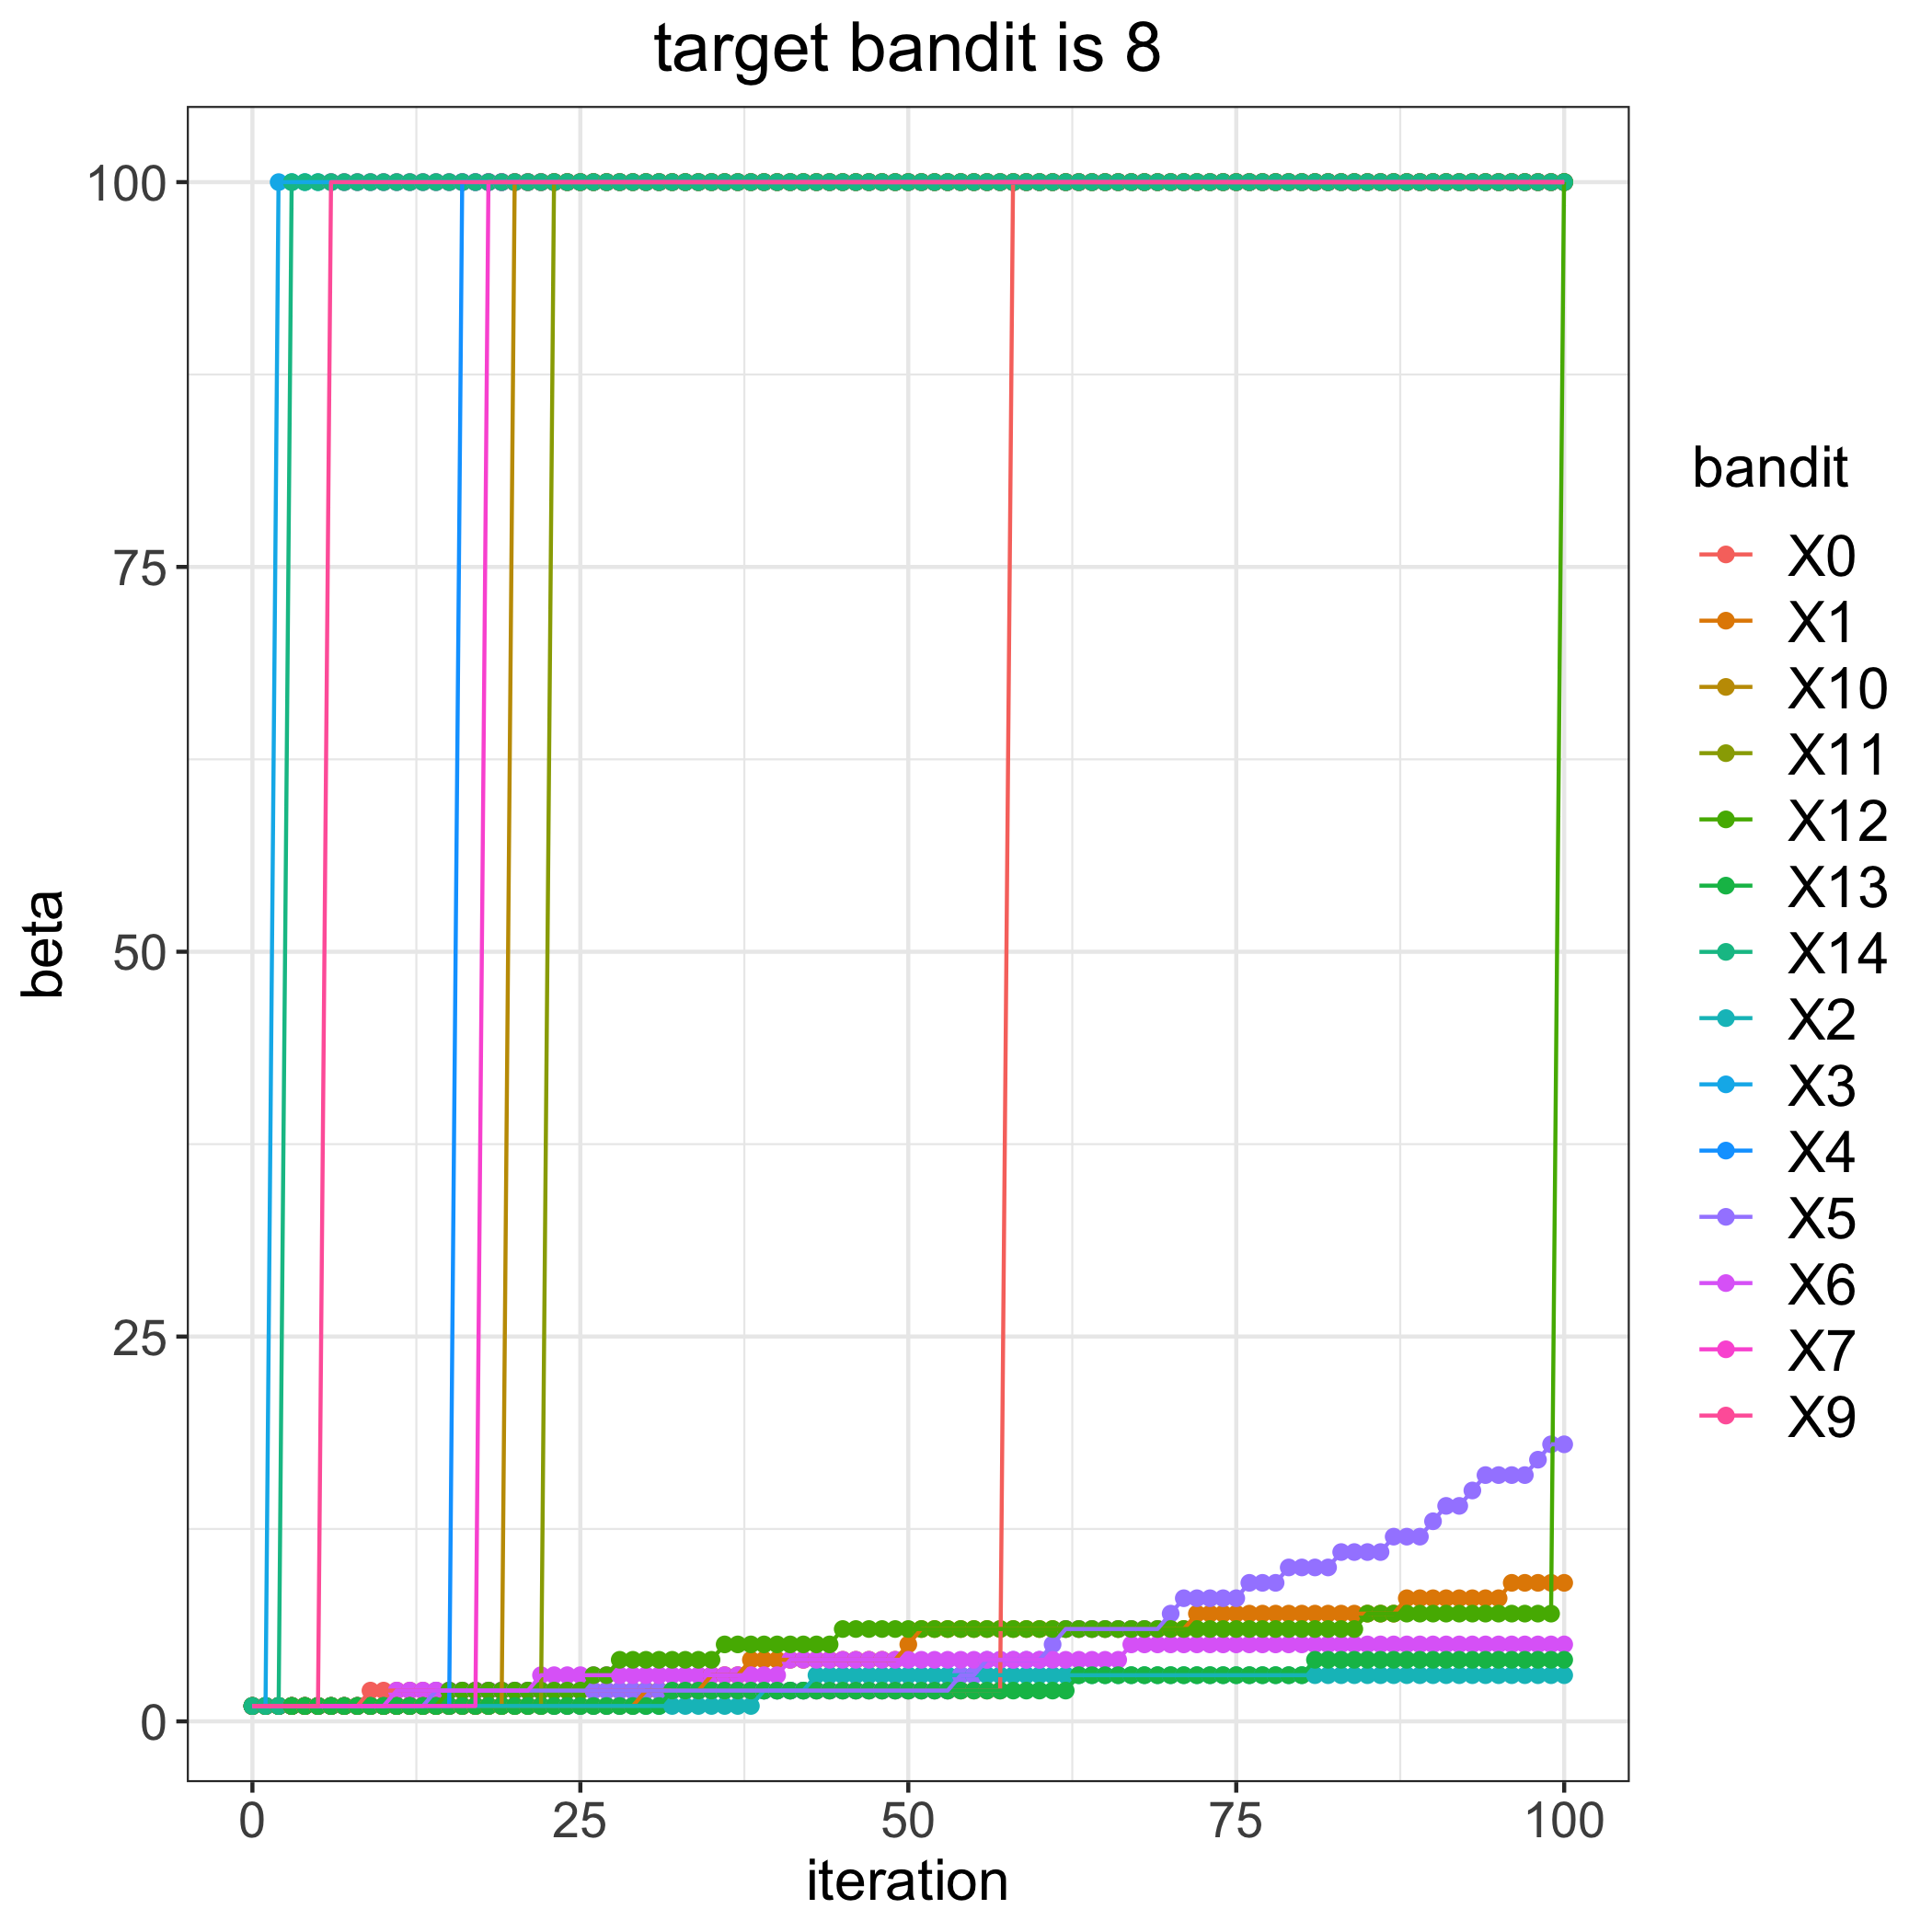 target bandit is 8
100
75
50
25
0
beta
0 25 50 75 100
iteration
bandit
X0
X1
X10
X11
X12
X13
X14
X2
X3
X4
X5
X6
X7
X9